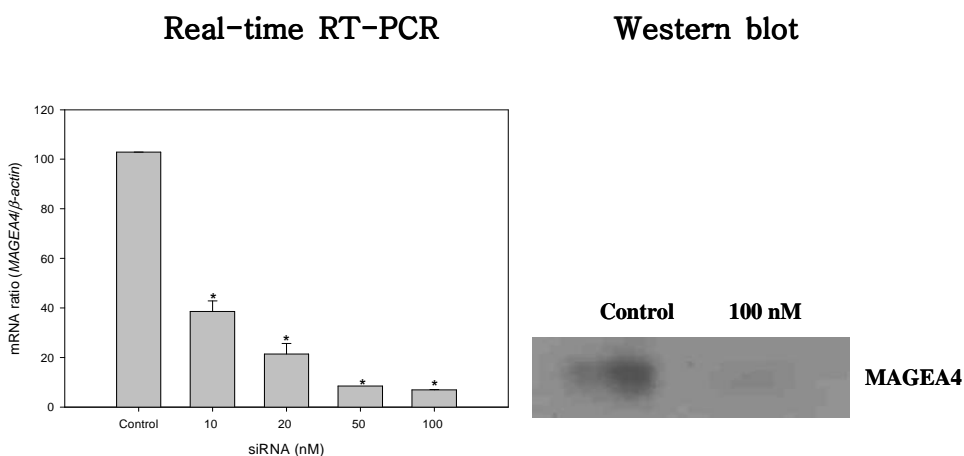 Real-time RT-PCR
Western blot
mRNA ratio (MAGEA4/β-actin)
120
100
80
60
40
20
0
*
*
*
*
Control 10 20 50 100
siRNA (nM)
Control 100 nM
MAGEA4